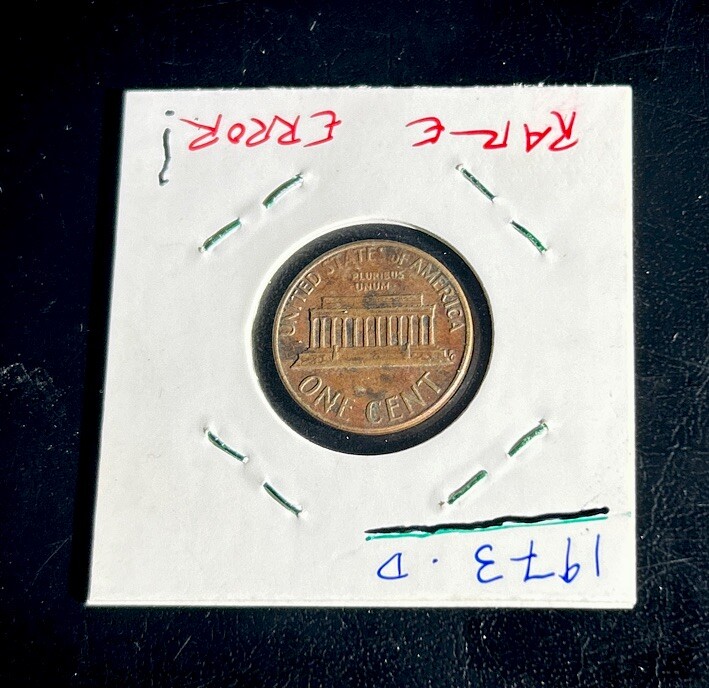 RARE ERROR!
UNITED STATES OF AMERICA
PLURIBUS
UNUM
ONE CENT
1973. D